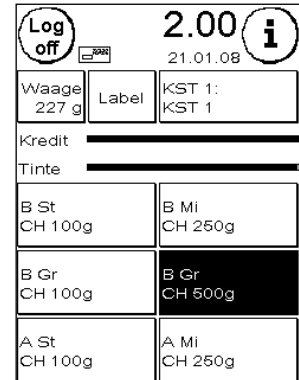 Log off
2.00
i
21.01.08
Waage
227 g
Label
KST 1:
KST 1
Kredit
Tinte
B St
CH 100g
B Mi
CH 250g
B Gr
CH 100g
B Gr
CH 500g
A St
CH 100g
A Mi
CH 250g